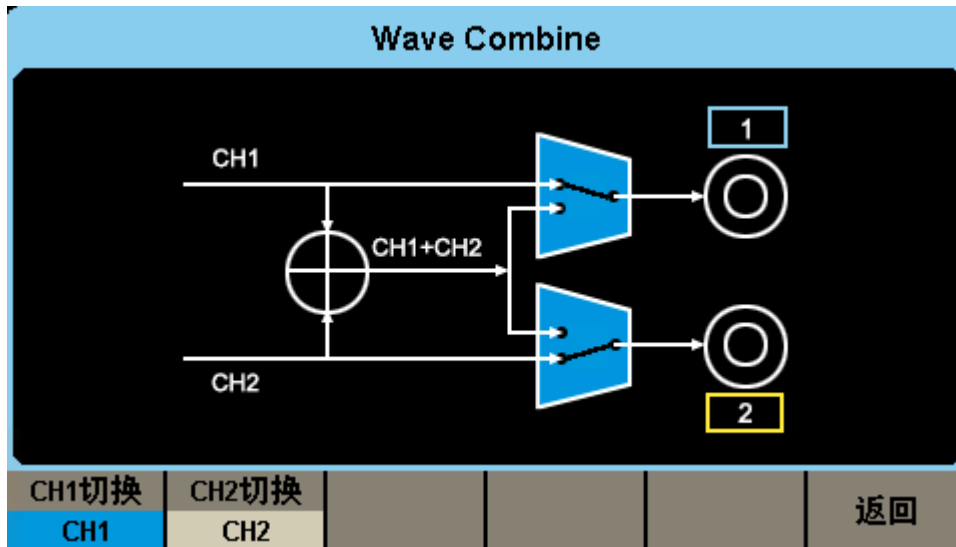 Wave Combine
1
CH1
CH1+CH2
CH2
2
CH1切换 CH2切换 返回
CH1 CH2